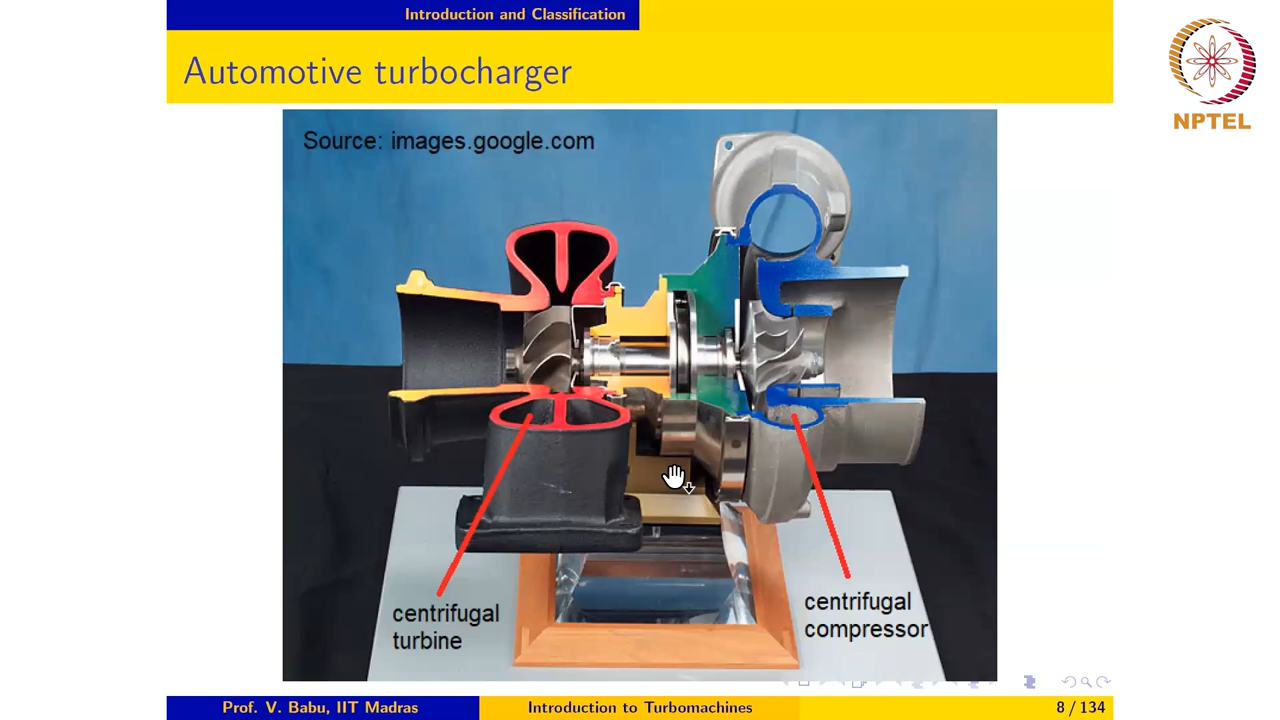 Introduction and Classification
Automotive turbocharger
NPTEL
Source: images.google.com
centrifugal
turbine
centrifugal
compressor
Prof. V. Babu, IIT Madras
Introduction to Turbomachines
8 / 134